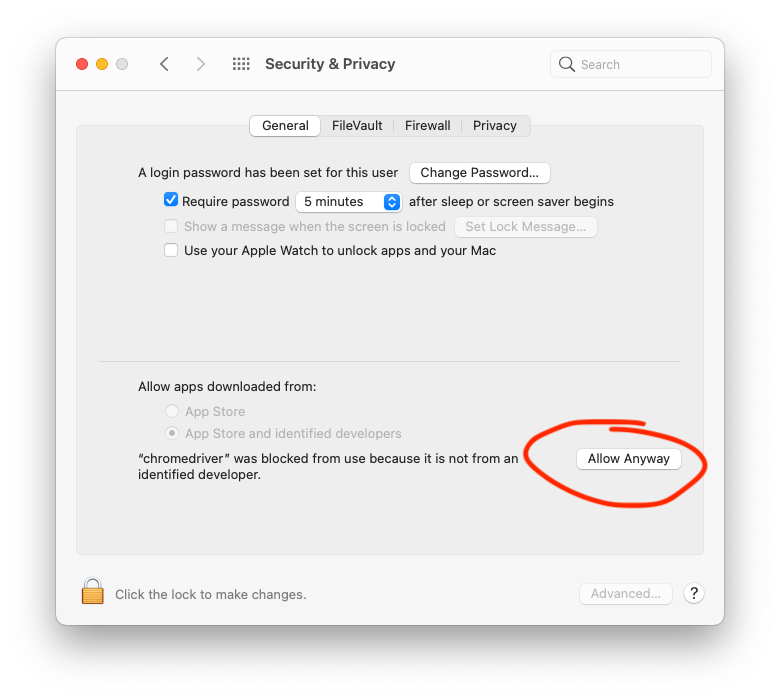 Security & Privacy
Search
General FileVault Firewall Privacy
A login password has been set for this user Change Password...
Require password 5 minutes after sleep or screen saver begins
Show a message when the screen is locked Set Lock Message...
Use your Apple Watch to unlock apps and your Mac
Allow apps downloaded from:
App Store
App Store and identified developers
“chromedriver” was blocked from use because it is not from an Allow Anyway
identified developer.
Click the lock to make changes. Advanced... ?